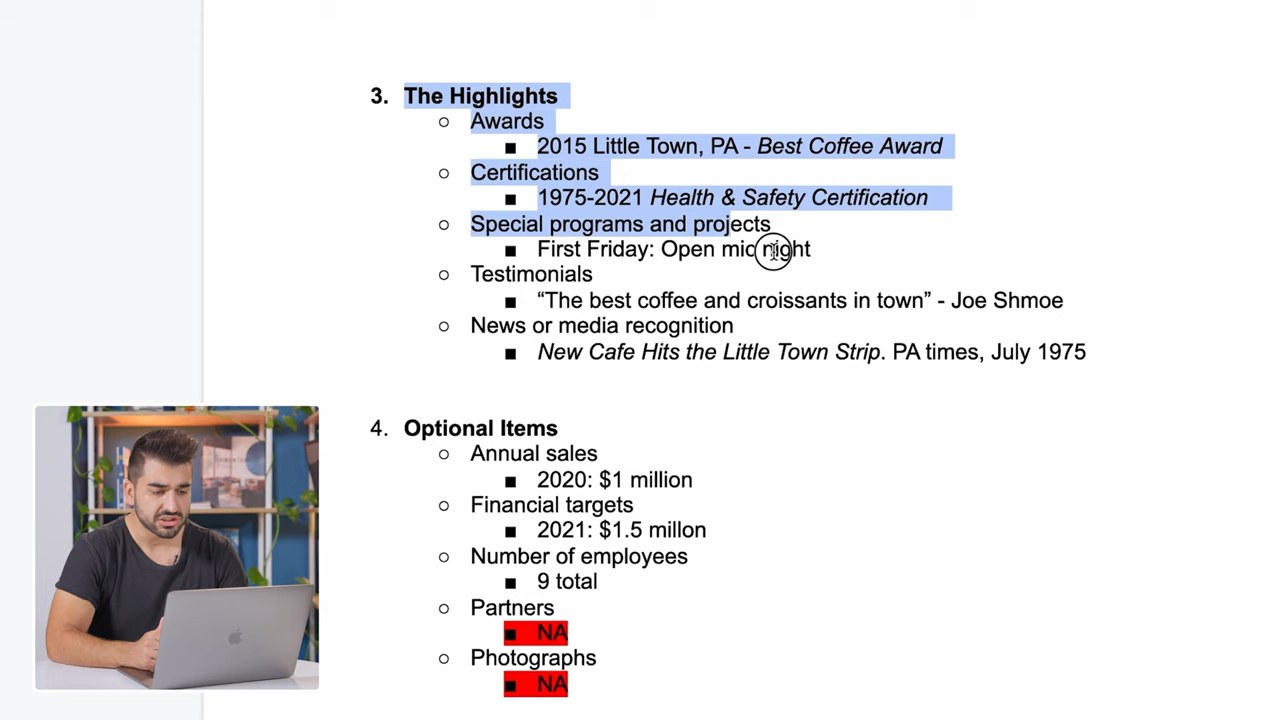 3. The Highlights
○ Awards
■ 2015 Little Town, PA - Best Coffee Award
○ Certifications
■ 1975-2021 Health & Safety Certification
○ Special programs and projects
■ First Friday: Open mic night
○ Testimonials
■ “The best coffee and croissants in town” - Joe Shmoe
○ News or media recognition
■ New Cafe Hits the Little Town Strip. PA times, July 1975
4. Optional Items
○ Annual sales
■ 2020: $1 million
○ Financial targets
■ 2021: $1.5 millon
○ Number of employees
■ 9 total
○ Partners
■ NA
○ Photographs
■ NA